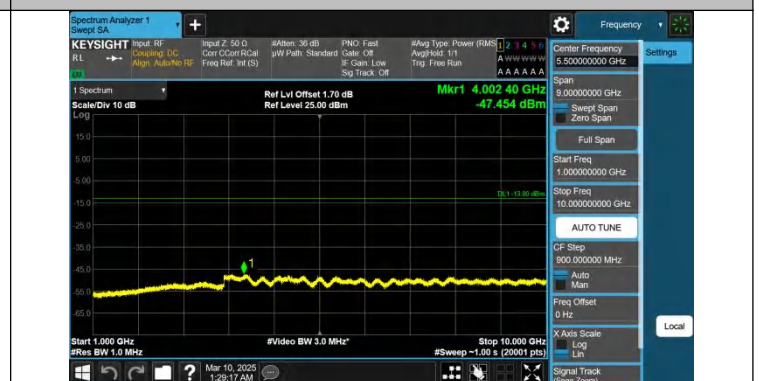 Spectrum Analyzer 1
Swept SA
Frequency
KEYSIGHT
RL
Input: RF
Coupling: DC
Align: Auto/No RF
Input Z: 50 Ω
Corr CCorr RCal
Freq Ref: Int (S)
#Atten: 36 dB
µW Path: Standard
PNO: Fast
Gate: Off
IF Gain: Low
Sig Track: Off
#Avg Type: Power (RMS
Avg|Hold: 1/1
Trig: Free Run
1 2 3 4 5 6
A W W W W W
A A A A A A
1 Spectrum
Scale/Div 10 dB
Log
Ref Lvl Offset 1.70 dB
Ref Level 25.00 dBm
Mkr1 4.002 40 GHz
-47.454 dBm
15.0
5.00
-5.00
-15.0
-25.0
-35.0
-45.0
-55.0
-65.0
1
Start 1.000 GHz
#Res BW 1.0 MHz
#Video BW 3.0 MHz*
Stop 10.000 GHz
#Sweep ~1.00 s (20001 pts)
Mar 10, 2025
1:29:17 AM
Center Frequency
5.500000000 GHz
Settings
Span
9.00000000 GHz
Swept Span
Zero Span
Full Span
Start Freq
1.000000000 GHz
Stop Freq
10.000000000 GHz
AUTO TUNE
CF Step
900.000000 MHz
Auto
Man
Freq Offset
0 Hz
X Axis Scale
Log
Lin
Local
Signal Track